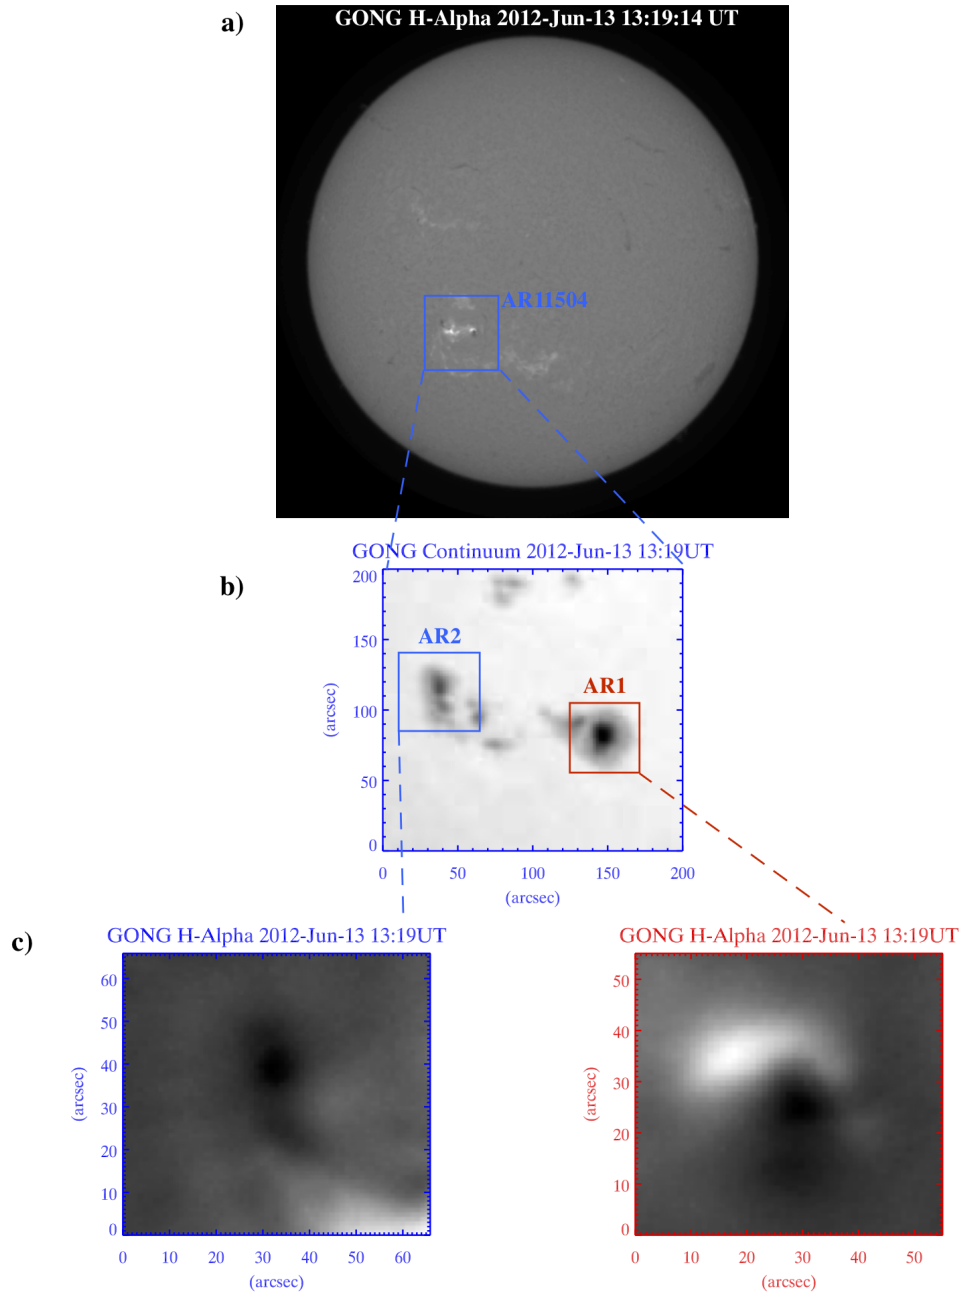 a)
GONG H-Alpha 2012-Jun-13 13:19:14 UT
AR11504
b)
GONG Continuum 2012-Jun-13 13:19UT
200
150
100
50
0
(arcsec)
AR2
AR1
0 50 100 150 200
(arcsec)
c)
GONG H-Alpha 2012-Jun-13 13:19UT
60
50
40
30
20
10
0
(arcsec)
0 10 20 30 40 50 60
(arcsec)
GONG H-Alpha 2012-Jun-13 13:19UT
50
40
30
20
10
0
(arcsec)
0 10 20 30 40 50
(arcsec)